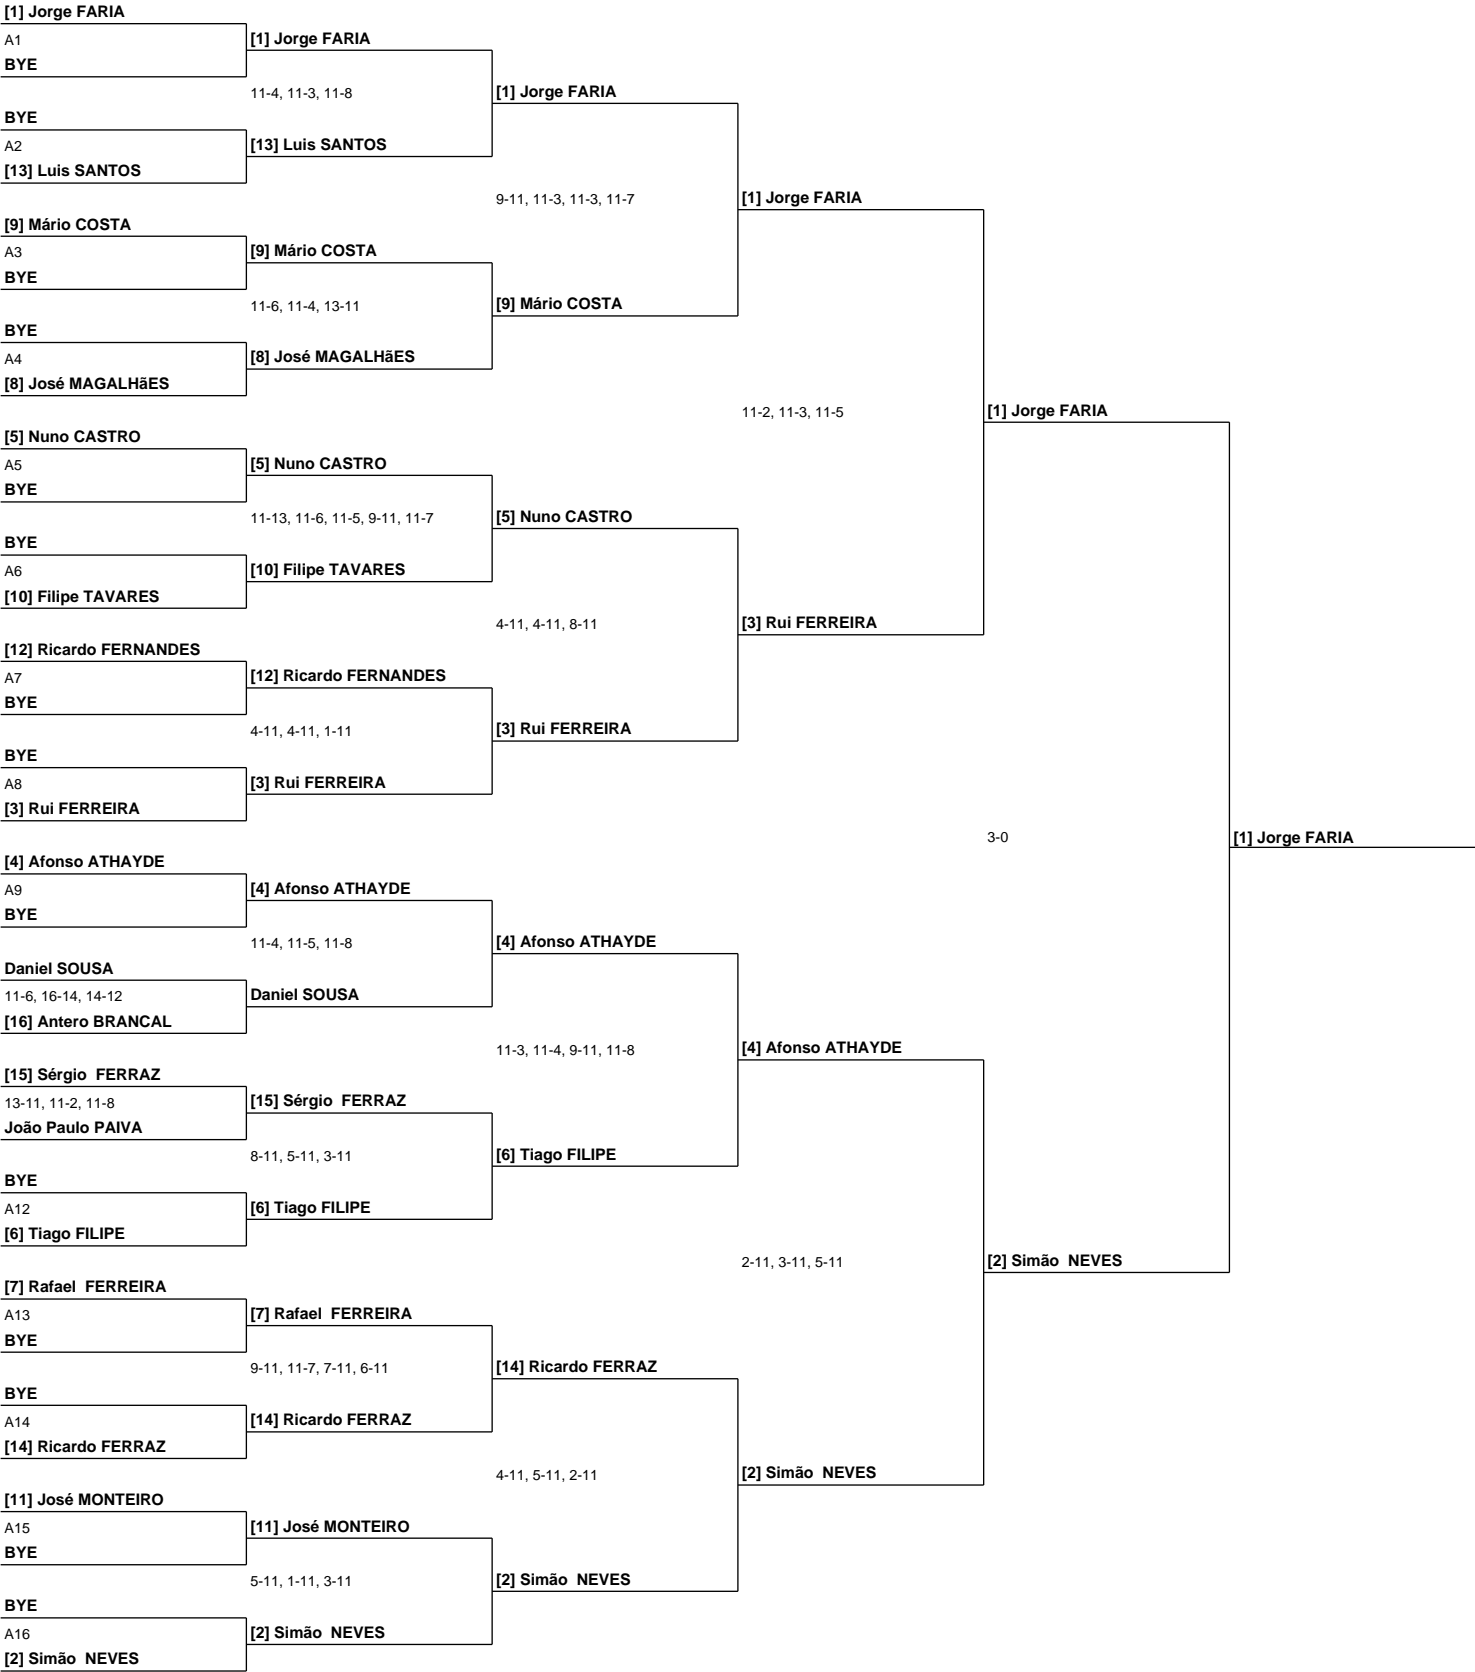 [1] Jorge FARIA
A1
[1] Jorge FARIA
BYE
11-4, 11-3, 11-8
[1] Jorge FARIA
BYE
A2
[13] Luis SANTOS
[13] Luis SANTOS
9-11, 11-3, 11-3, 11-7
[1] Jorge FARIA
[9] Mário COSTA
A3
[9] Mário COSTA
BYE
11-6, 11-4, 13-11
[9] Mário COSTA
BYE
A4
[8] José MAGALHãES
[8] José MAGALHãES
11-2, 11-3, 11-5
[1] Jorge FARIA
[5] Nuno CASTRO
A5
[5] Nuno CASTRO
BYE
11-13, 11-6, 11-5, 9-11, 11-7
[5] Nuno CASTRO
BYE
A6
[10] Filipe TAVARES
[10] Filipe TAVARES
4-11, 4-11, 8-11
[3] Rui FERREIRA
[12] Ricardo FERNANDES
A7
[12] Ricardo FERNANDES
BYE
4-11, 4-11, 1-11
[3] Rui FERREIRA
BYE
A8
[3] Rui FERREIRA
[3] Rui FERREIRA
3-0
[1] Jorge FARIA
[4] Afonso ATHAYDE
A9
[4] Afonso ATHAYDE
BYE
11-4, 11-5, 11-8
[4] Afonso ATHAYDE
Daniel SOUSA
11-6, 16-14, 14-12
Daniel SOUSA
[16] Antero BRANCAL
11-3, 11-4, 9-11, 11-8
[4] Afonso ATHAYDE
[15] Sérgio FERRAZ
13-11, 11-2, 11-8
[15] Sérgio FERRAZ
João Paulo PAIVA
8-11, 5-11, 3-11
[6] Tiago FILIPE
BYE
A12
[6] Tiago FILIPE
[6] Tiago FILIPE
2-11, 3-11, 5-11
[2] Simão NEVES
[7] Rafael FERREIRA
A13
[7] Rafael FERREIRA
BYE
9-11, 11-7, 7-11, 6-11
[14] Ricardo FERRAZ
BYE
A14
[14] Ricardo FERRAZ
[14] Ricardo FERRAZ
4-11, 5-11, 2-11
[2] Simão NEVES
[11] José MONTEIRO
A15
[11] José MONTEIRO
BYE
5-11, 1-11, 3-11
[2] Simão NEVES
BYE
A16
[2] Simão NEVES
[2] Simão NEVES